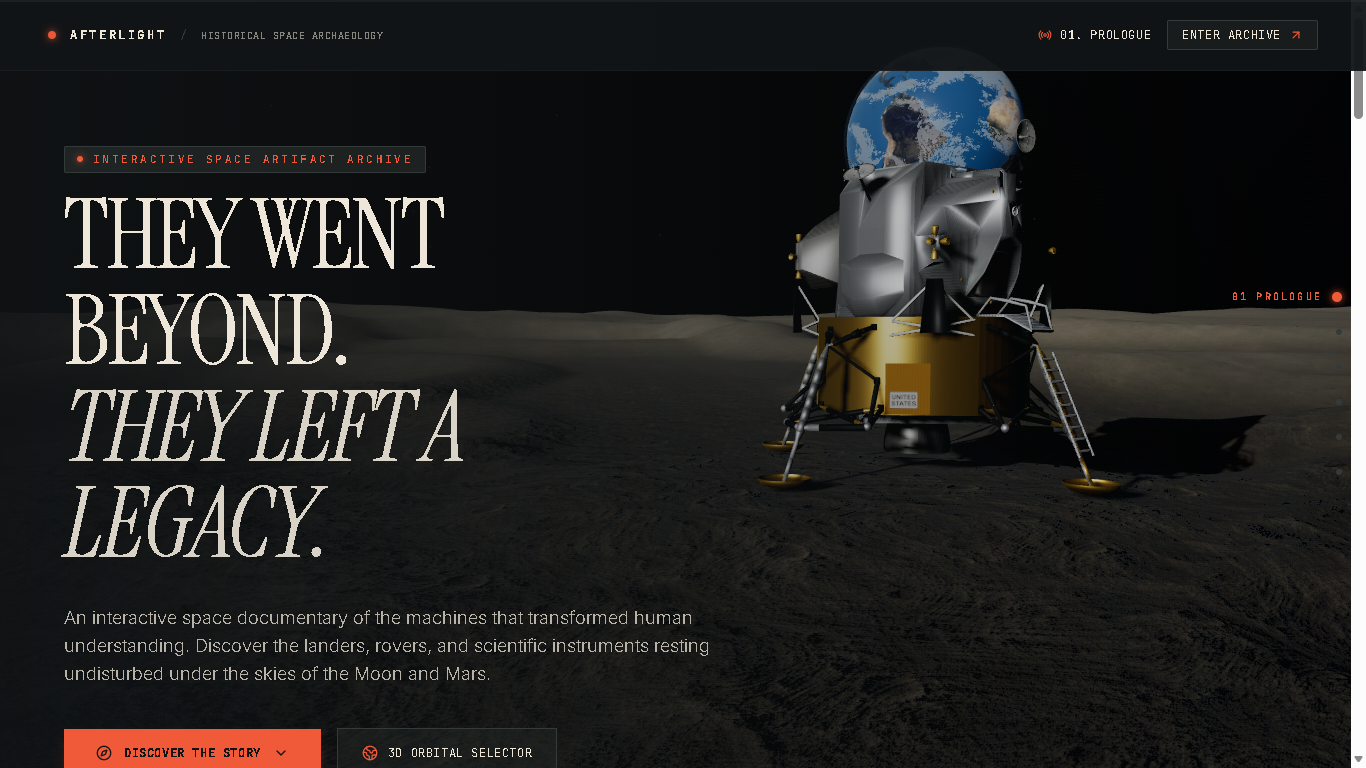 AFTERLIGHT / HISTORICAL SPACE ARCHAEOLOGY
01. PROLOGUE
ENTER ARCHIVE
INTERACTIVE SPACE ARTIFACT ARCHIVE
THEY WENT
BEYOND.
THEY LEFT A
LEGACY.
01 PROLOGUE
UNITED
STATES
An interactive space documentary of the machines that transformed human
understanding. Discover the landers, rovers, and scientific instruments resting
undisturbed under the skies of the Moon and Mars.
DISCOVER THE STORY
3D ORBITAL SELECTOR